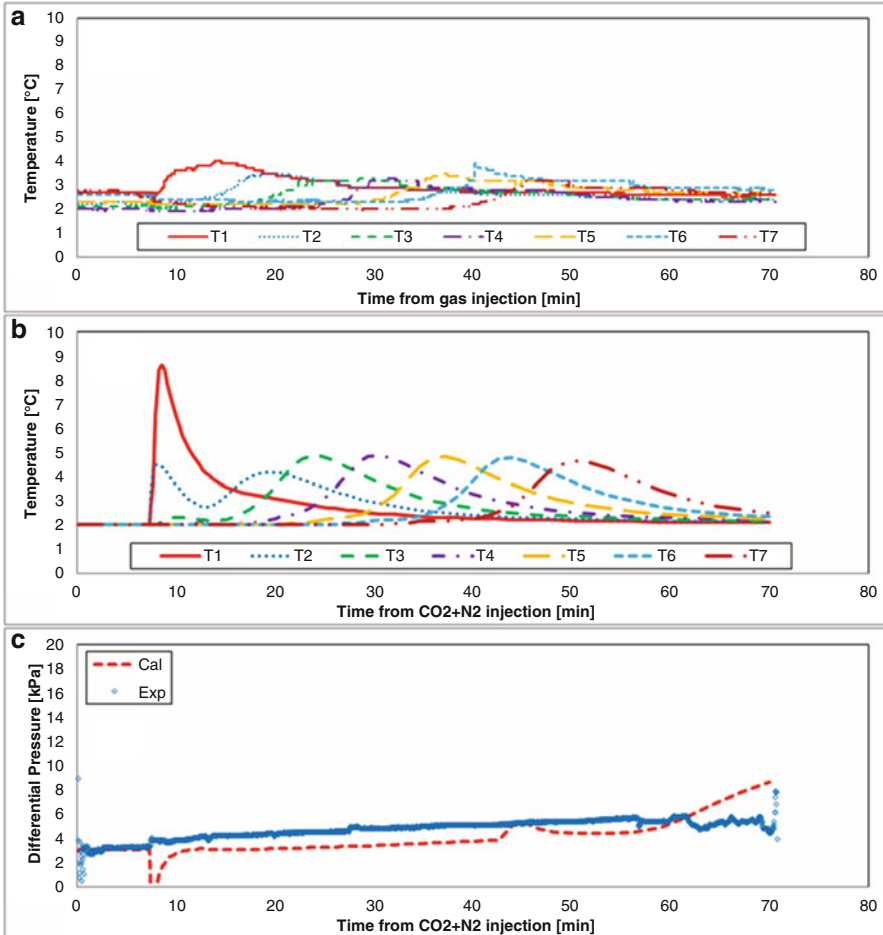 a
10
9
8
7
6
5
4
3
2
1
0
Temperature [°C]
T1 T2 T3 T4 T5 T6 T7
0 10 20 30 40 50 60 70 80
Time from gas injection [min]
b
10
9
8
7
6
5
4
3
2
1
0
Temperature [°C]
T1 T2 T3 T4 T5 T6 T7
0 10 20 30 40 50 60 70 80
Time from CO2+N2 injection [min]
c
20
18
16
14
12
10
8
6
4
2
0
Differential Pressure [kPa]
Cal
Exp
0 10 20 30 40 50 60 70 80
Time from CO2+N2 injection [min]